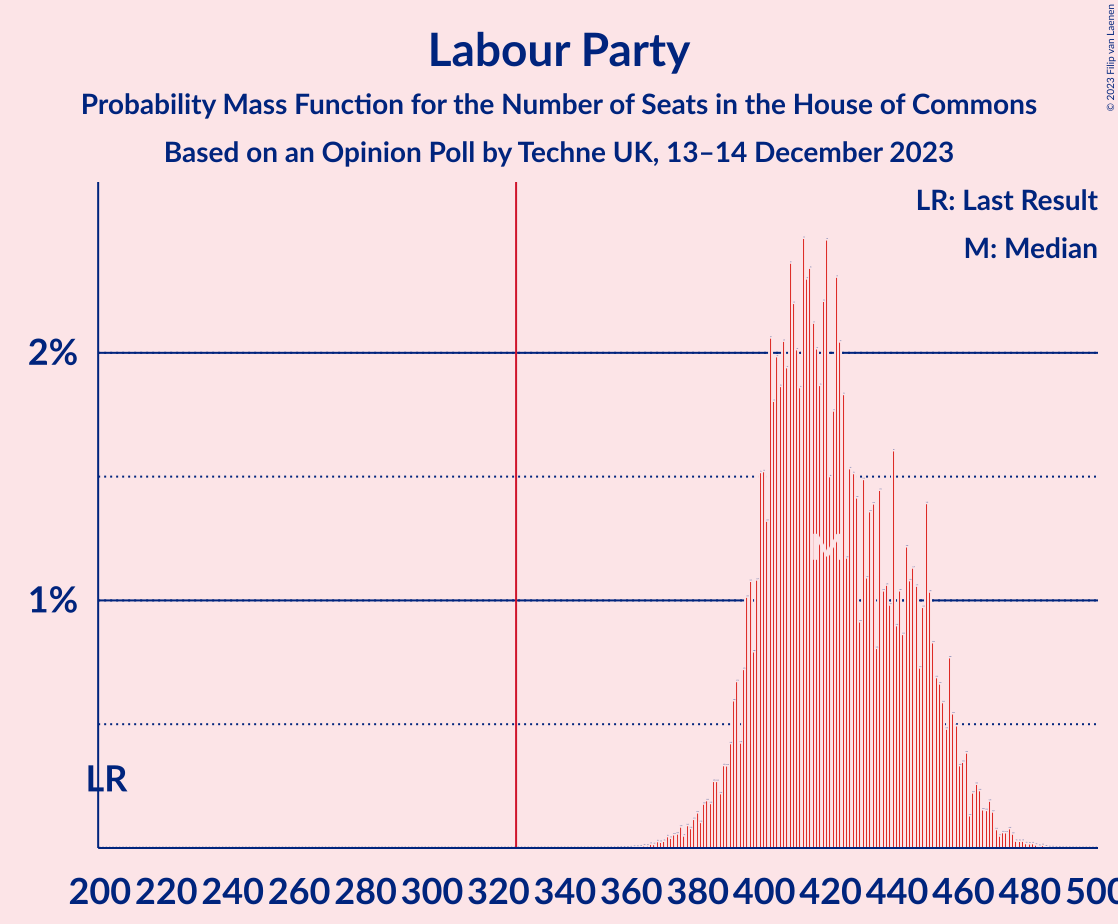 Labour Party
Probability Mass Function for the Number of Seats in the House of Commons
Based on an Opinion Poll by Techne UK, 13–14 December 2023
© 2023 Filip van Laenen
LR: Last Result
M: Median
2%
1%
LR
M
200 220 240 260 280 300 320 340 360 380 400 420 440 460 480 500